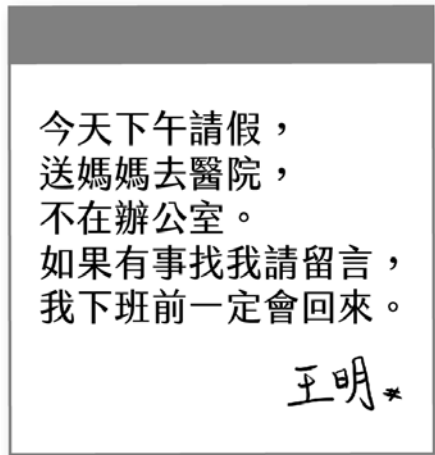 今天下午請假，
送媽媽去醫院，
不在辦公室。
如果有事找我請留言，
我下班前一定會回來。
王明